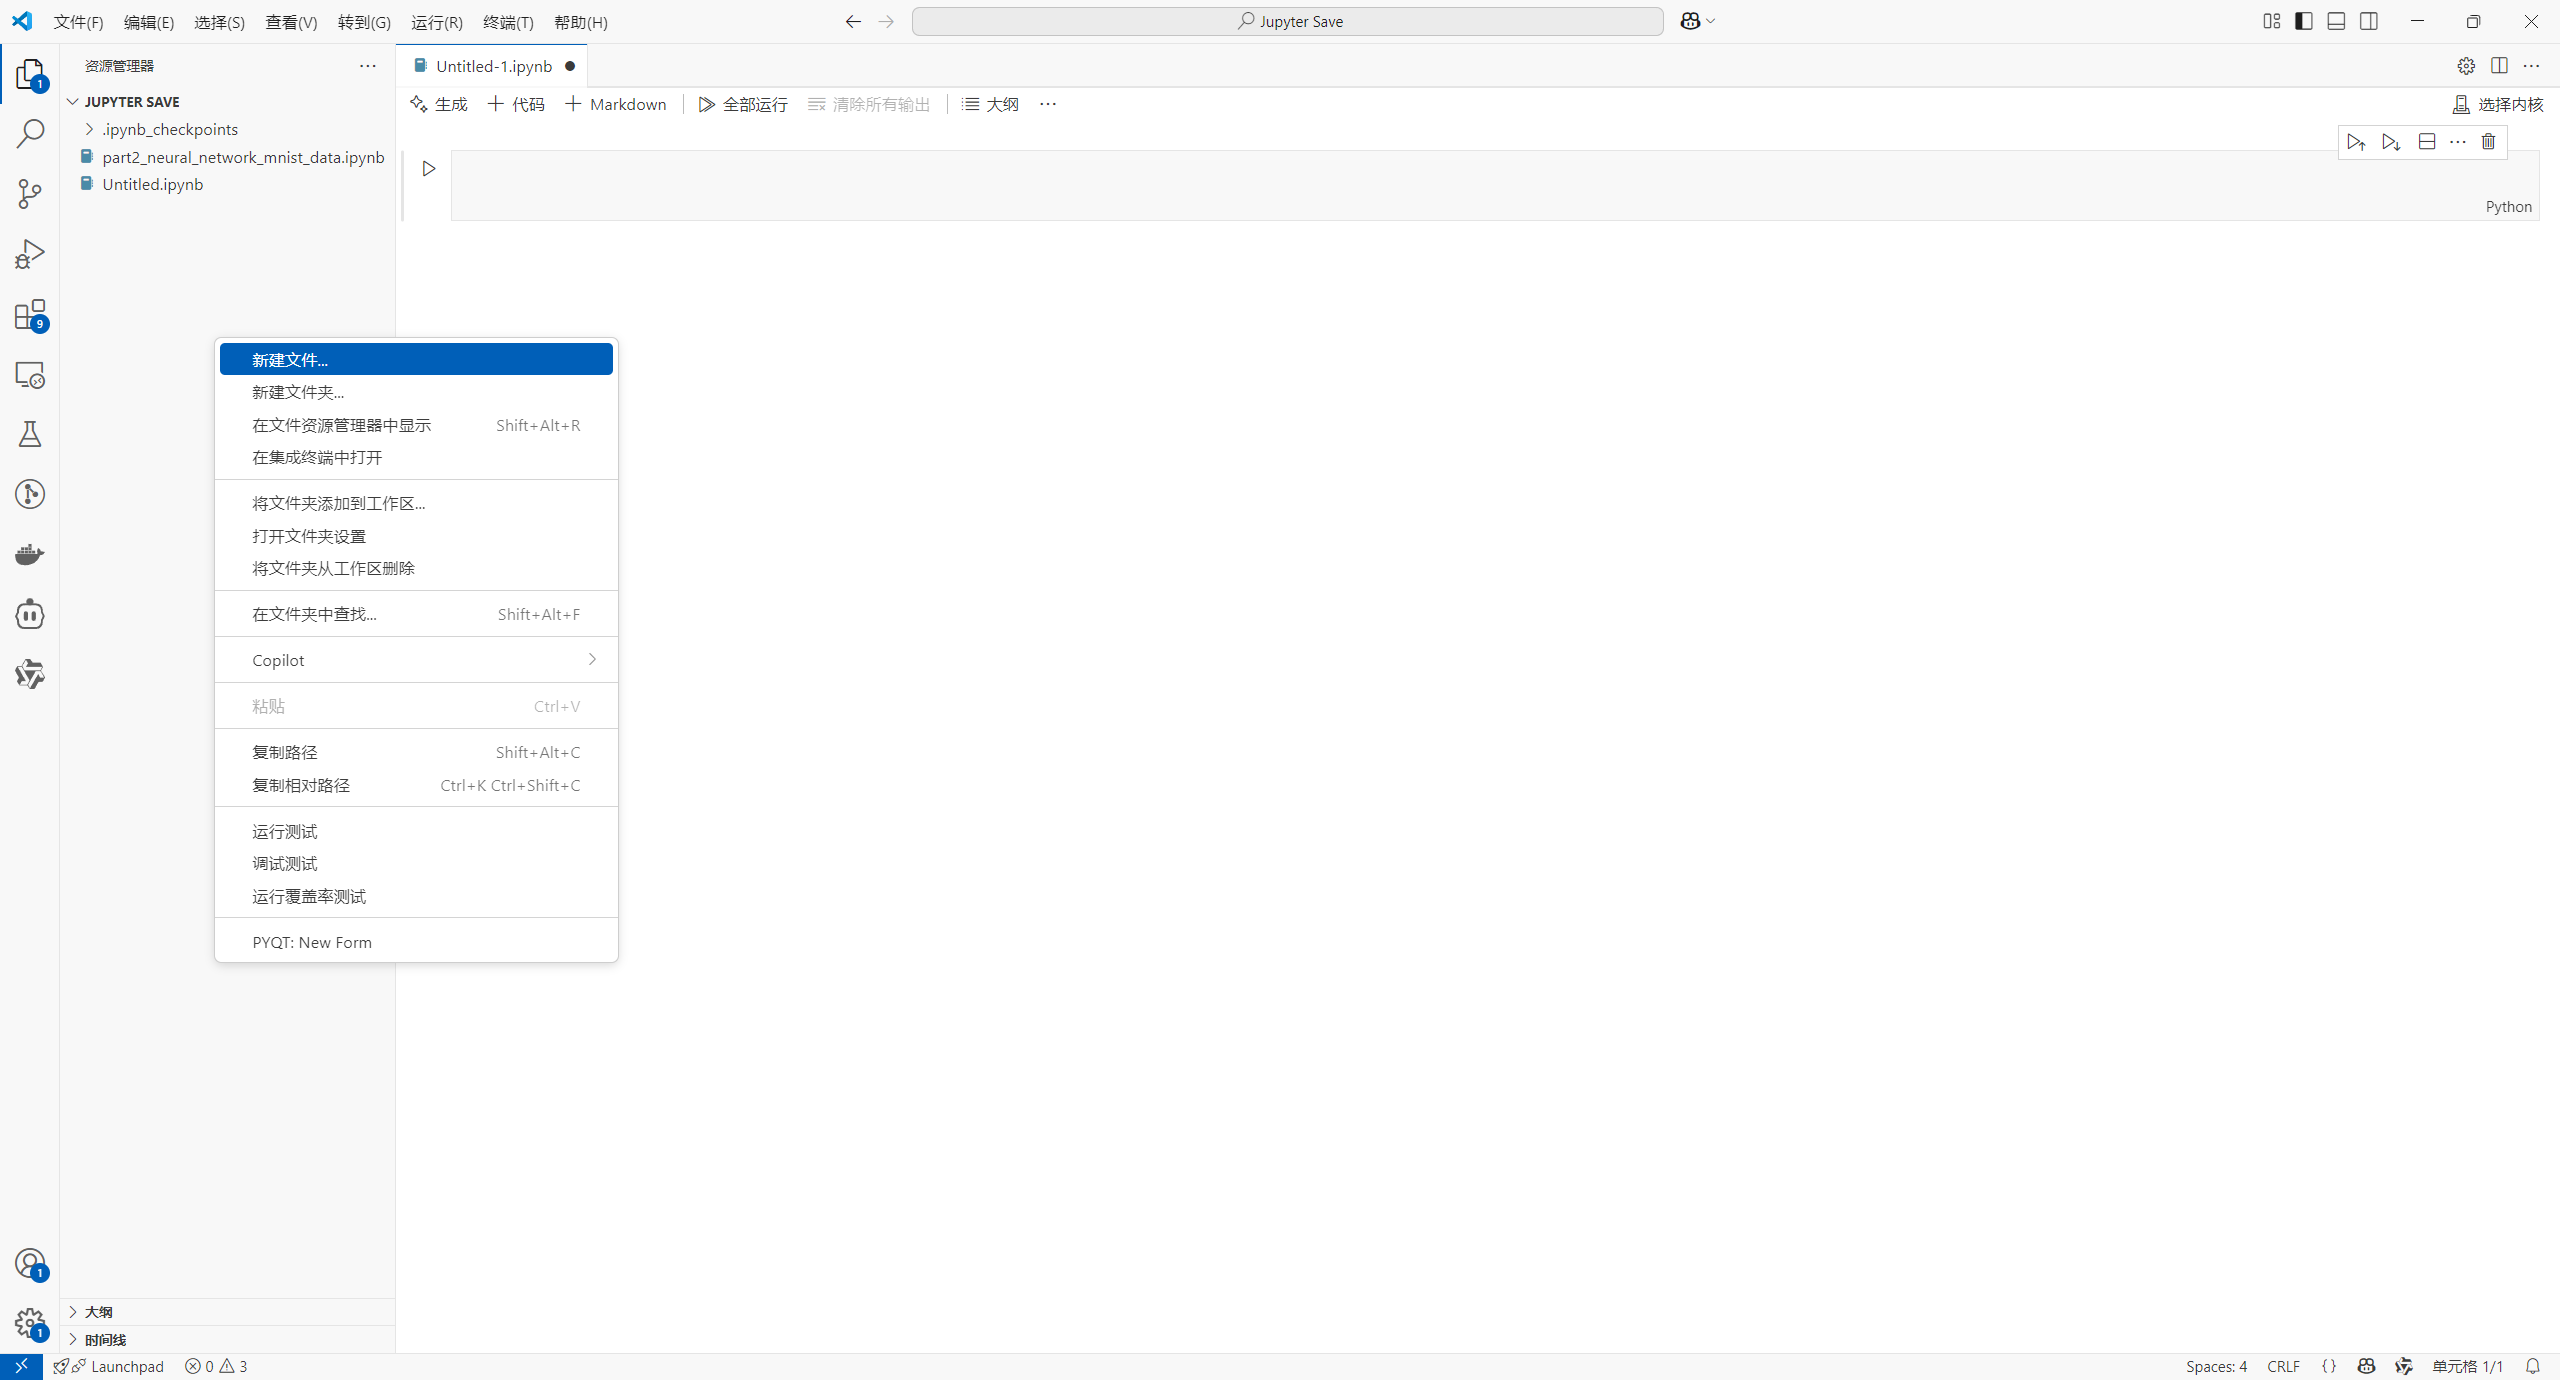 文件(F) 编辑(E) 选择(S) 查看(V) 转到(G) 运行(R) 终端(T) 帮助(H) Jupyter Save
资源管理器
Untitled-1.ipynb
JUPYTER SAVE
生成 代码 Markdown 全部运行 清除所有输出 大纲 选择内核
.ipynb_checkpoints
part2_neural_network_mnist_data.ipynb
Untitled.ipynb
Python
1
9
新建文件...
新建文件夹...
在文件资源管理器中显示 Shift+Alt+R
在集成终端中打开
将文件夹添加到工作区...
打开文件夹设置
将文件夹从工作区删除
在文件夹中查找... Shift+Alt+F
Copilot
粘贴 Ctrl+V
复制路径 Shift+Alt+C
复制相对路径 Ctrl+K Ctrl+Shift+C
运行测试
调试测试
运行覆盖率测试
PYQT: New Form
1
1
大纲
时间线
Launchpad 0 3 Spaces: 4 CRLF {} 单元格 1/1